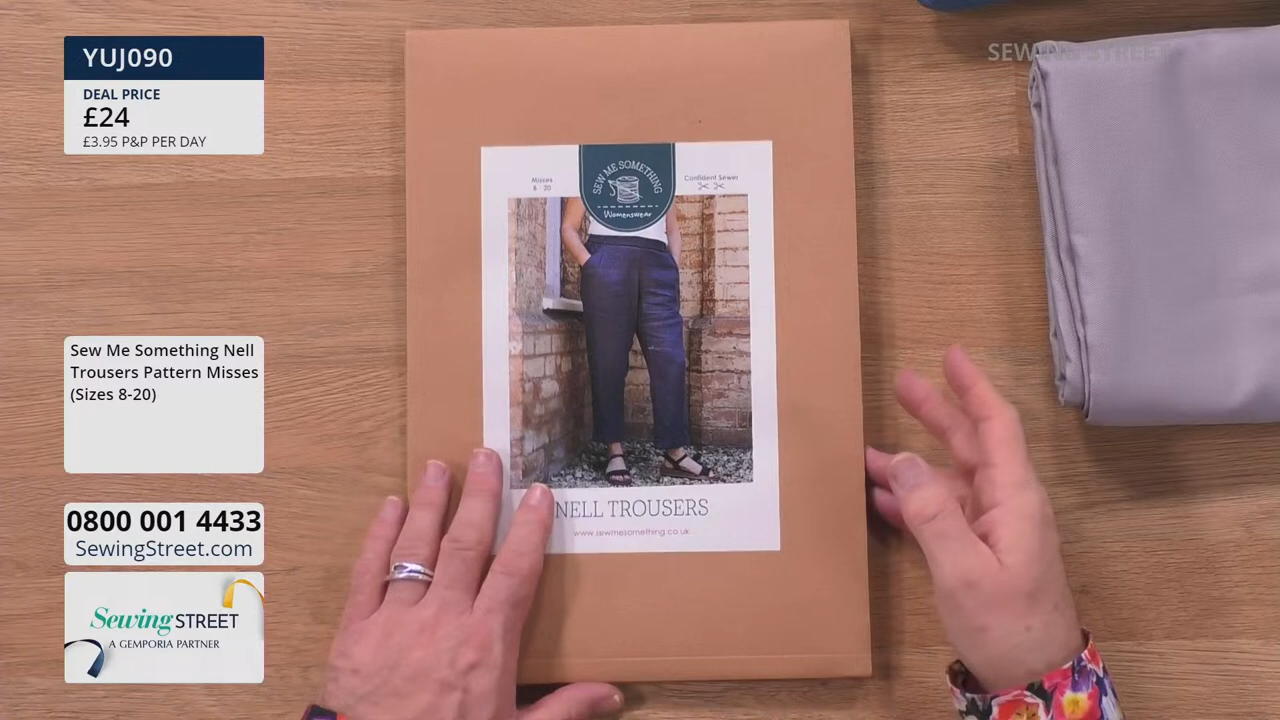 YUJ090
DEAL PRICE
£24
£3.95 P&P PER DAY
Sew Me Something Nell
Trousers Pattern Misses
(Sizes 8-20)
0800 001 4433
SewingStreet.com
Sewing STREET
A GEMPORIA PARTNER
SEWING STREET
Misses
8 - 20
SEW ME SOMETHING
Womenswear
Confident Sewer
NELL TROUSERS
www.sewmesomething.co.uk